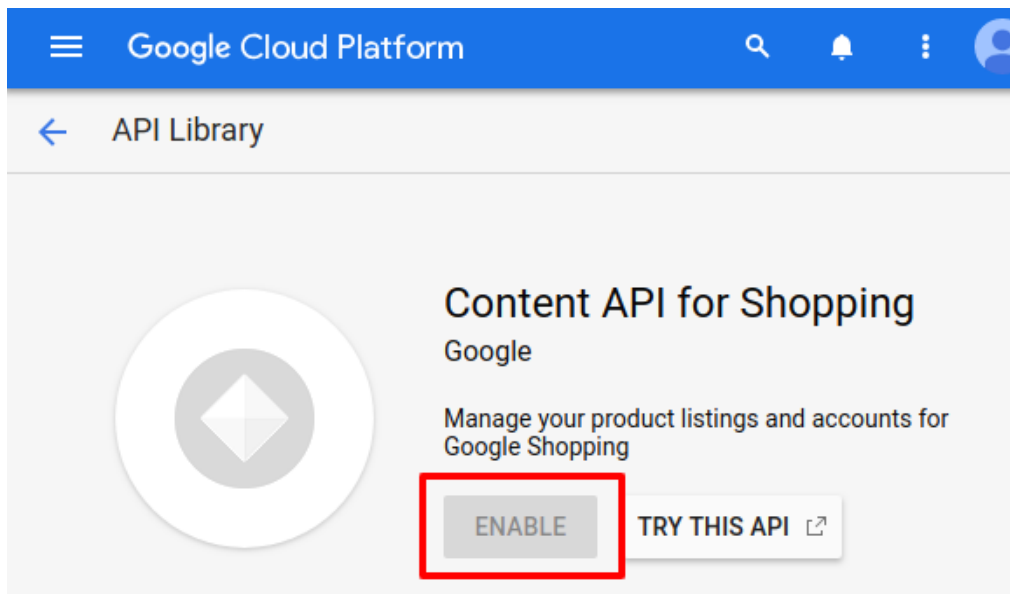 Google Cloud Platform
API Library
Content API for Shopping
Google
Manage your product listings and accounts for
Google Shopping
ENABLE
TRY THIS API